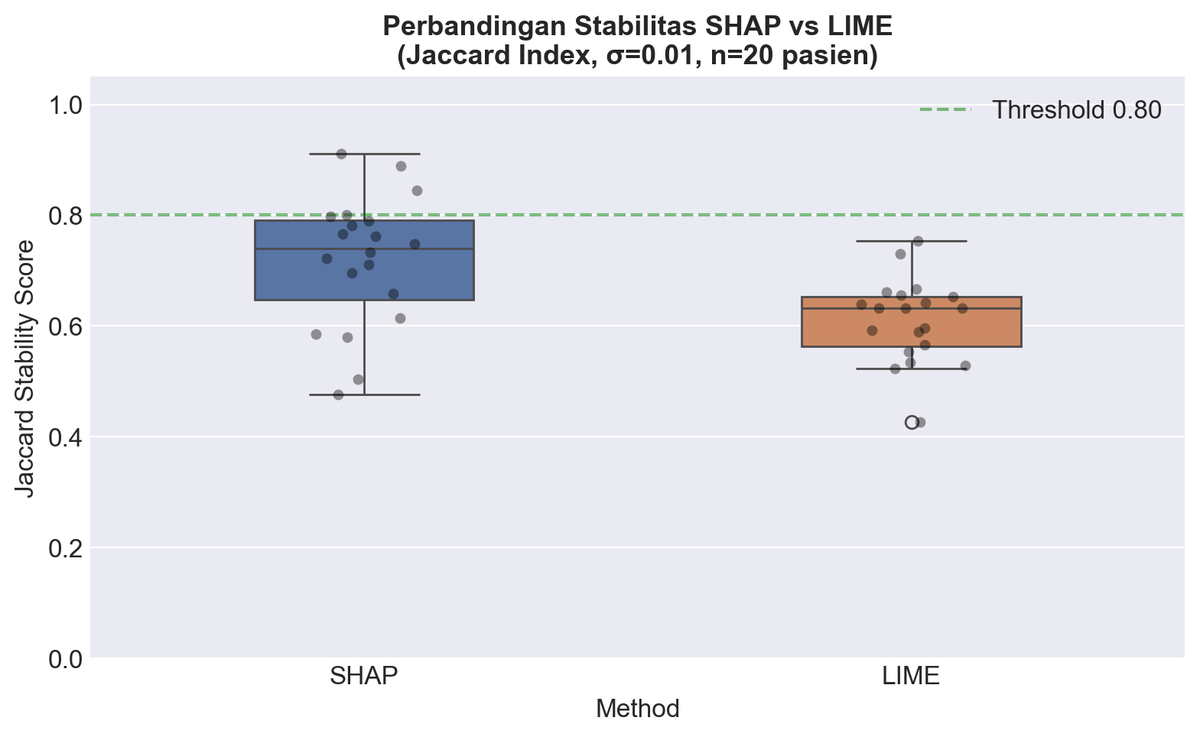 Perbandingan Stabilitas SHAP vs LIME
(Jaccard Index, σ=0.01, n=20 pasien)
Threshold 0.80
Jaccard Stability Score
1.0
0.8
0.6
0.4
0.2
0.0
SHAP
LIME
Method